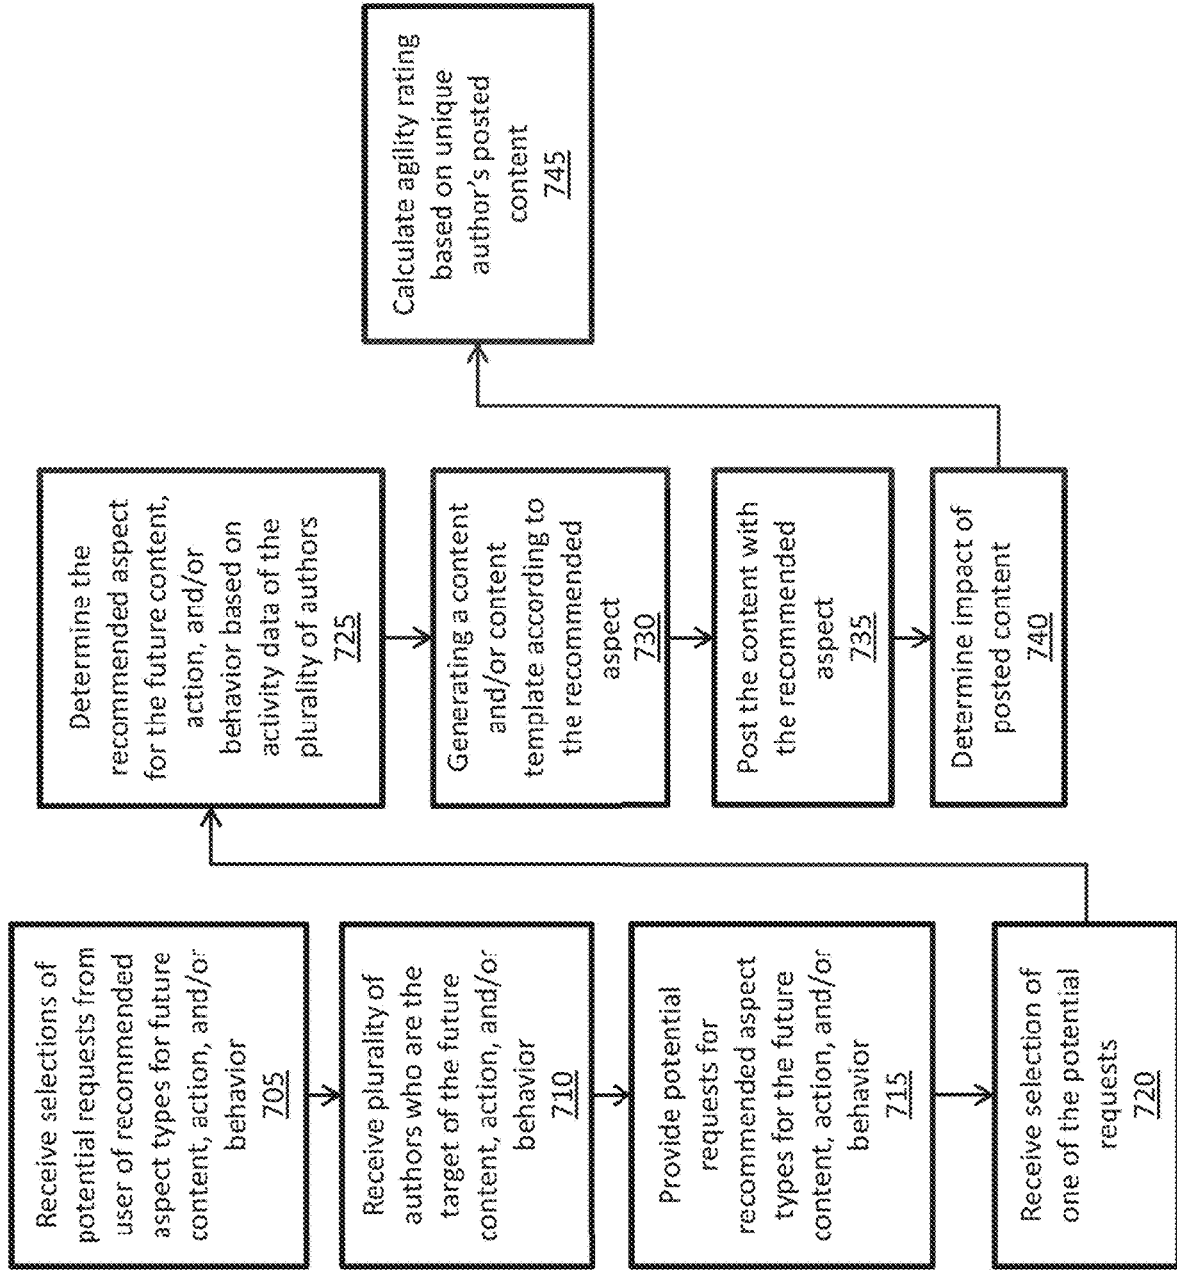 Receive selections of
potential requests from
user of recommended
aspect types for future
content, action, and/or
behavior
705
Receive plurality of
authors who are the
target of the future
content, action, and/or
behavior
710
Provide potential
requests for
recommended aspect
types for the future
content, action, and/or
behavior
715
Receive selection of
one of the potential
requests
720
Determine the
recommended aspect
for the future content,
action, and/or
behavior based on
activity data of the
plurality of authors
725
Generating a content
and/or content
template according to
the recommended
aspect
730
Post the content with
the recommended
aspect
735
Determine impact of
posted content
740
Calculate agility rating
based on unique
author's posted
content
745